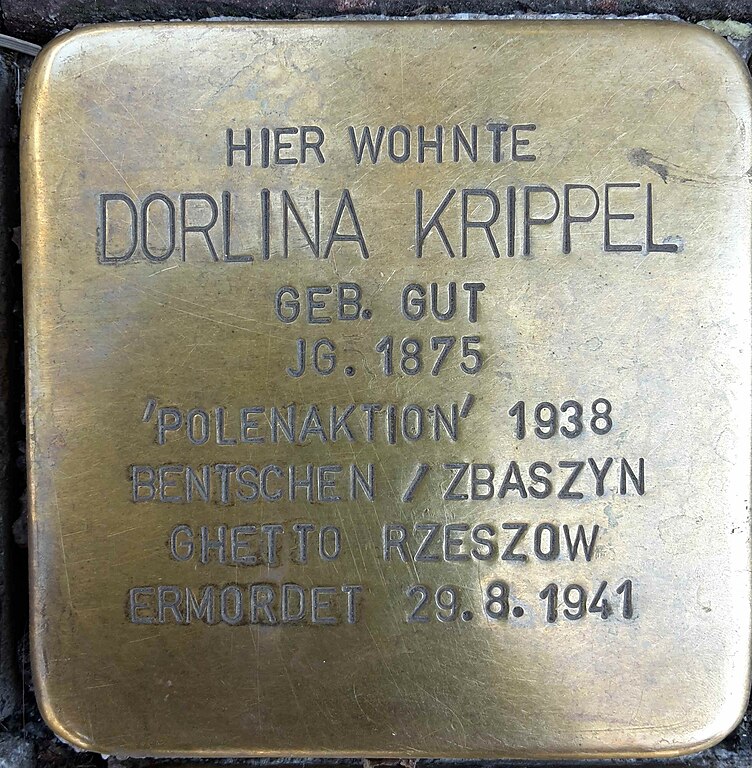 HIER WOHNTE
DORLINA KRIPPEL
GEB. GUT
JG. 1875
'POLENAKTION' 1938
BENTSCHEN / ZBASZYN
GHETTO RZESZOW
ERMORDET 29.8.1941